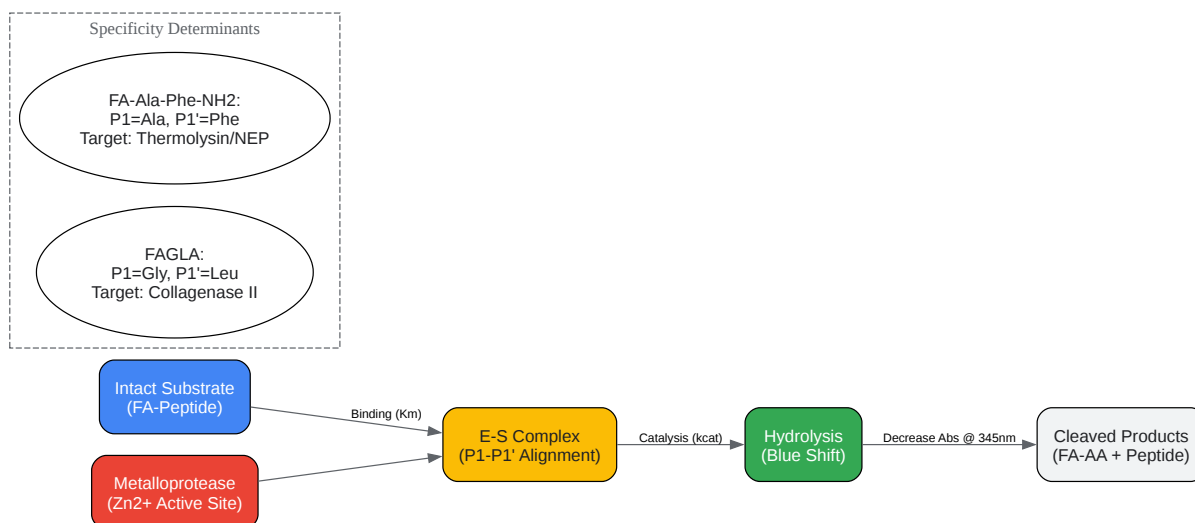 Specificity Determinants
FA-Ala-Phe-NH2:
P1=Ala, P1'=Phe
Target: Thermolysin/NEP
FAGLA:
P1=Gly, P1'=Leu
Target: Collagenase II
Intact Substrate
(FA-Peptide)
Metalloprotease
(Zn2+ Active Site)
Binding (Km)
E-S Complex
(P1-P1' Alignment)
Catalysis (kcat)
Hydrolysis
(Blue Shift)
Decrease Abs @ 345nm
Cleaved Products
(FA-AA + Peptide)